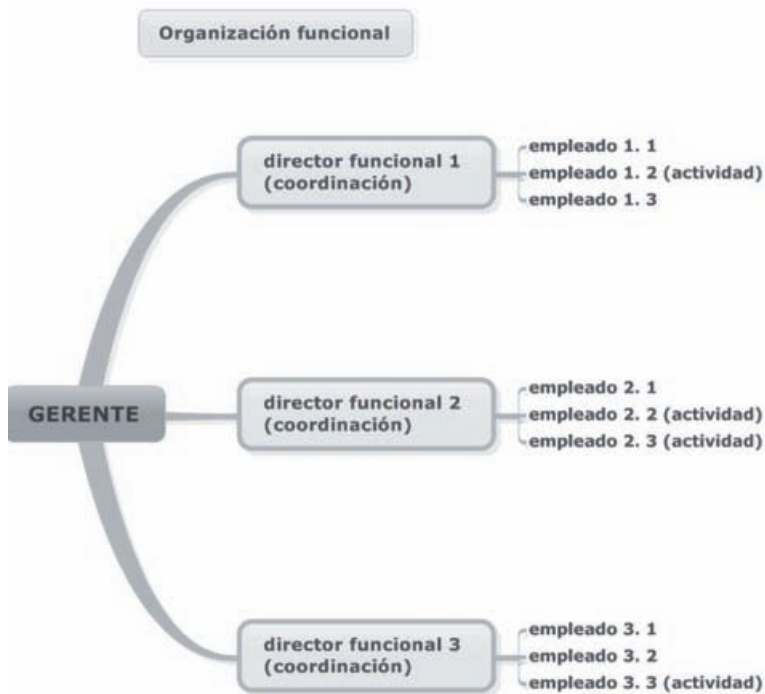 Organización funcional
director funcional 1
(coordinación)
empleado 1. 1
empleado 1. 2 (actividad)
empleado 1. 3
GERENTE
director funcional 2
(coordinación)
empleado 2. 1
empleado 2. 2 (actividad)
empleado 2. 3 (actividad)
director funcional 3
(coordinación)
empleado 3. 1
empleado 3. 2
empleado 3. 3 (actividad)